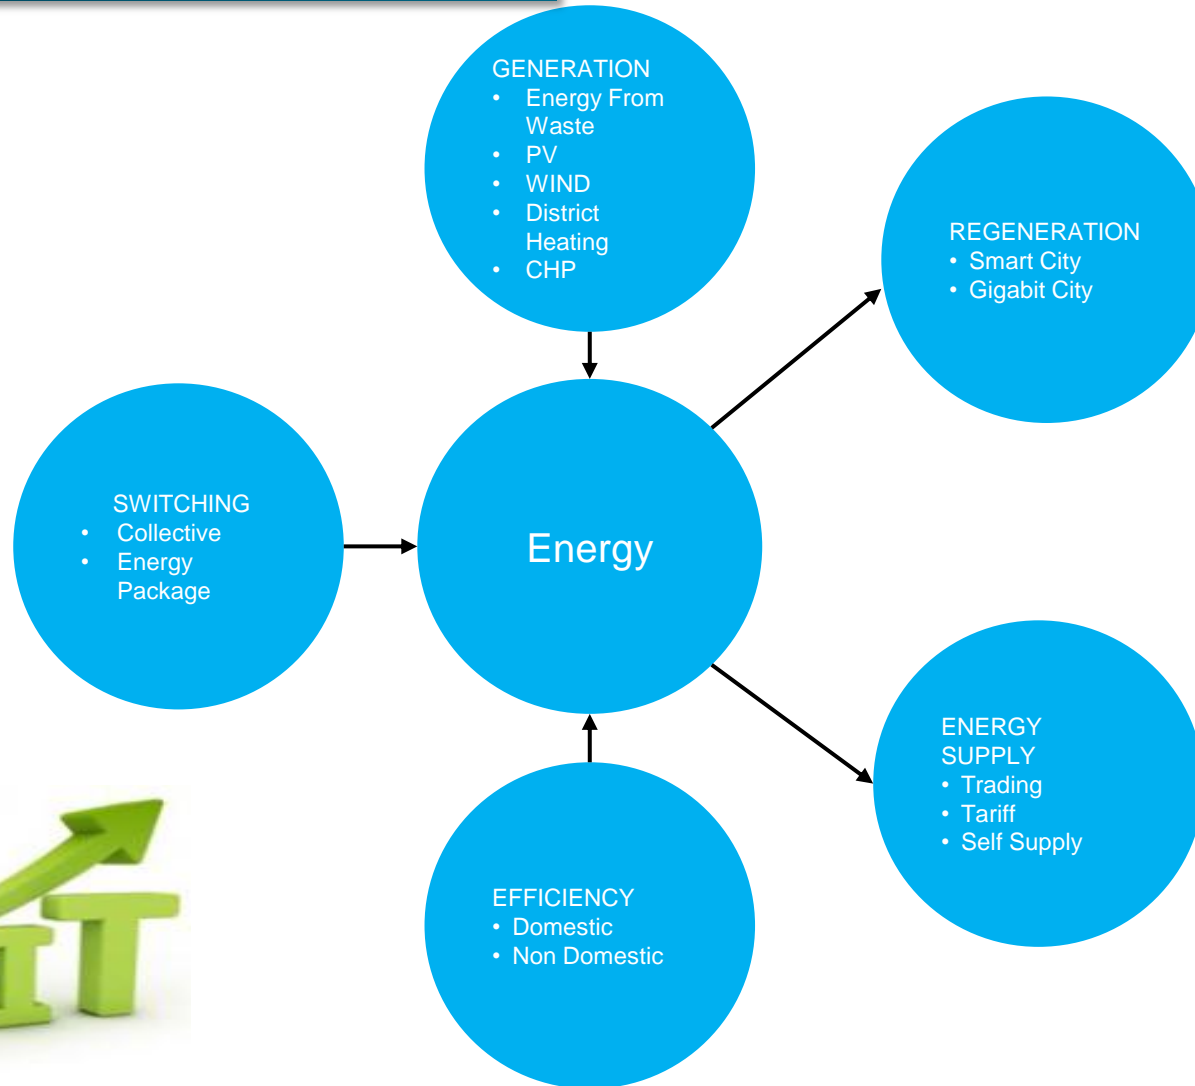 GENERATION
• Energy From
Waste
• PV
• WIND
• District
Heating
• CHP
REGENERATION
• Smart City
• Gigabit City
SWITCHING
• Collective
• Energy
Package
Energy
ENERGY
SUPPLY
• Trading
• Tariff
• Self Supply
EFFICIENCY
• Domestic
• Non Domestic
IT